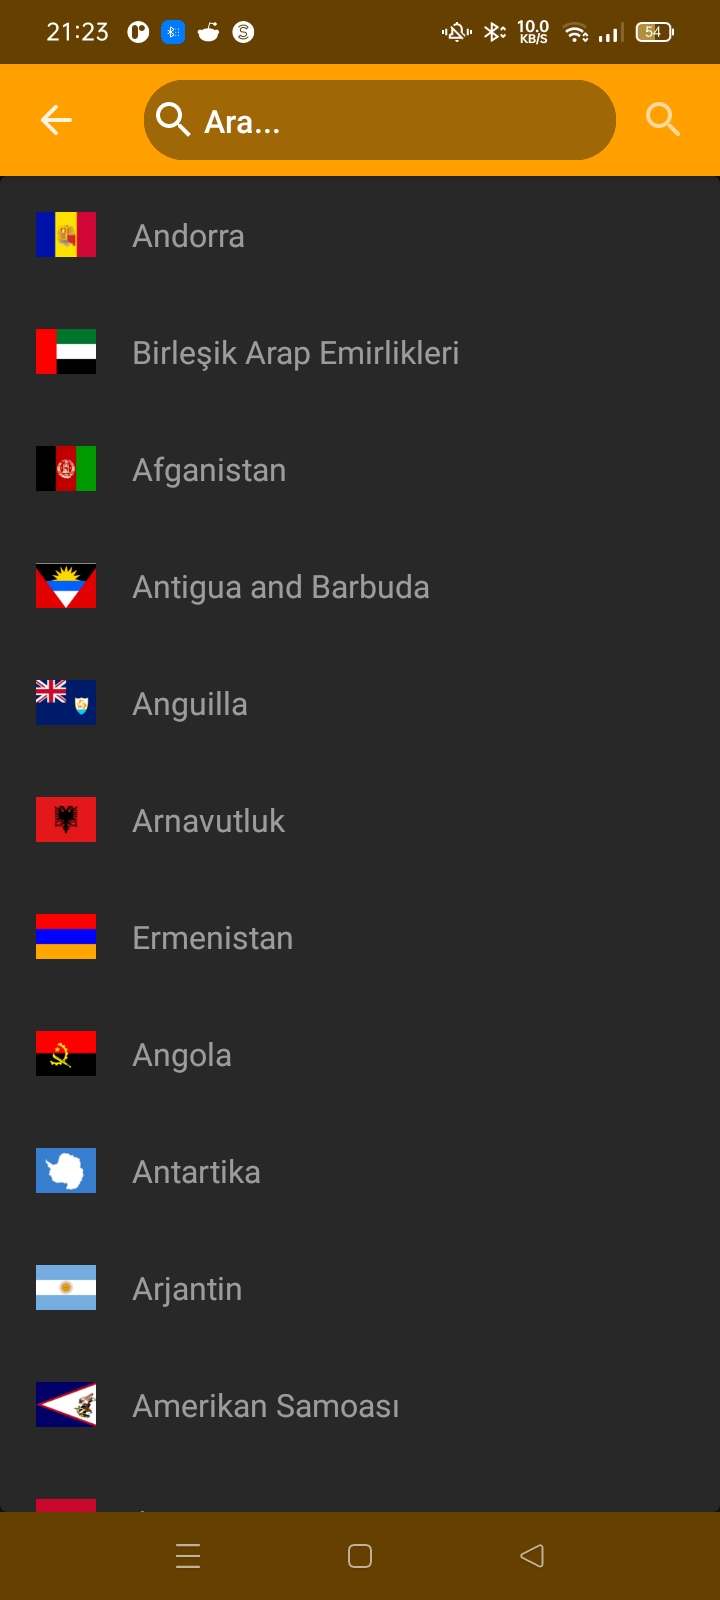 21:23
10.0
KB/S
54
Ara...
Andorra
Birleşik Arap Emirlikleri
Afganistan
Antigua and Barbuda
Anguilla
Arnavutluk
Ermenistan
Angola
Antartika
Arjantin
Amerikan Samoası